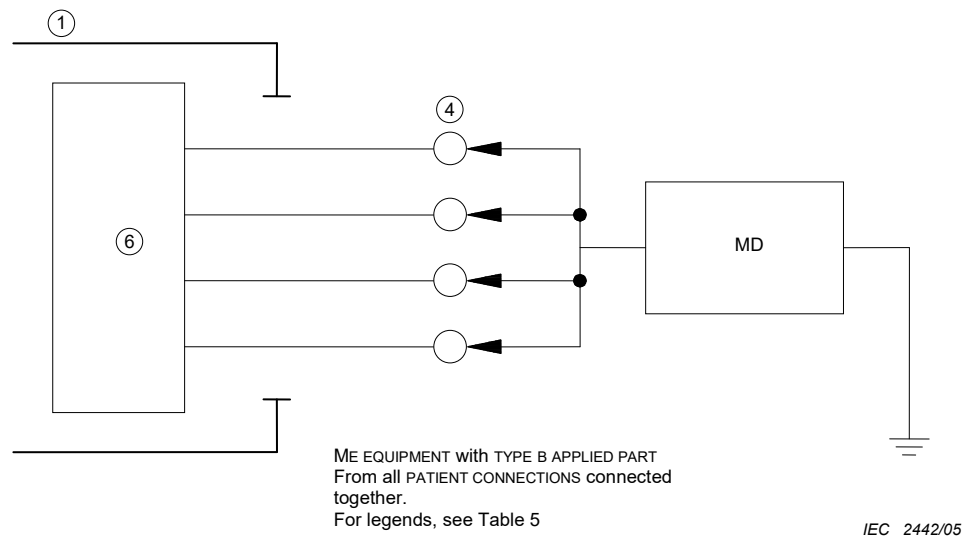 1
4
6
MD
ME EQUIPMENT with TYPE B APPLIED PART
From all PATIENT CONNECTIONS connected
together.
For legends, see Table 5
IEC 2442/05